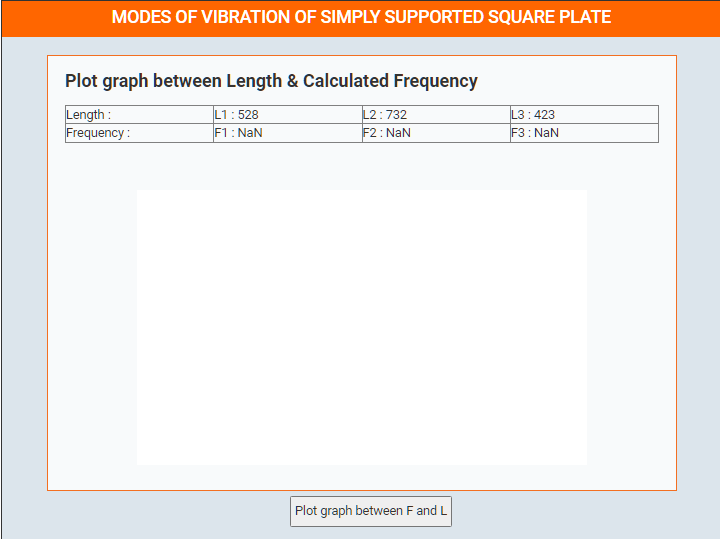 MODES OF VIBRATION OF SIMPLY SUPPORTED SQUARE PLATE
Plot graph between Length & Calculated Frequency
Length : L1 : 528 L2 : 732 L3 : 423
Frequency : F1 : NaN F2 : NaN F3 : NaN
Plot graph between F and L